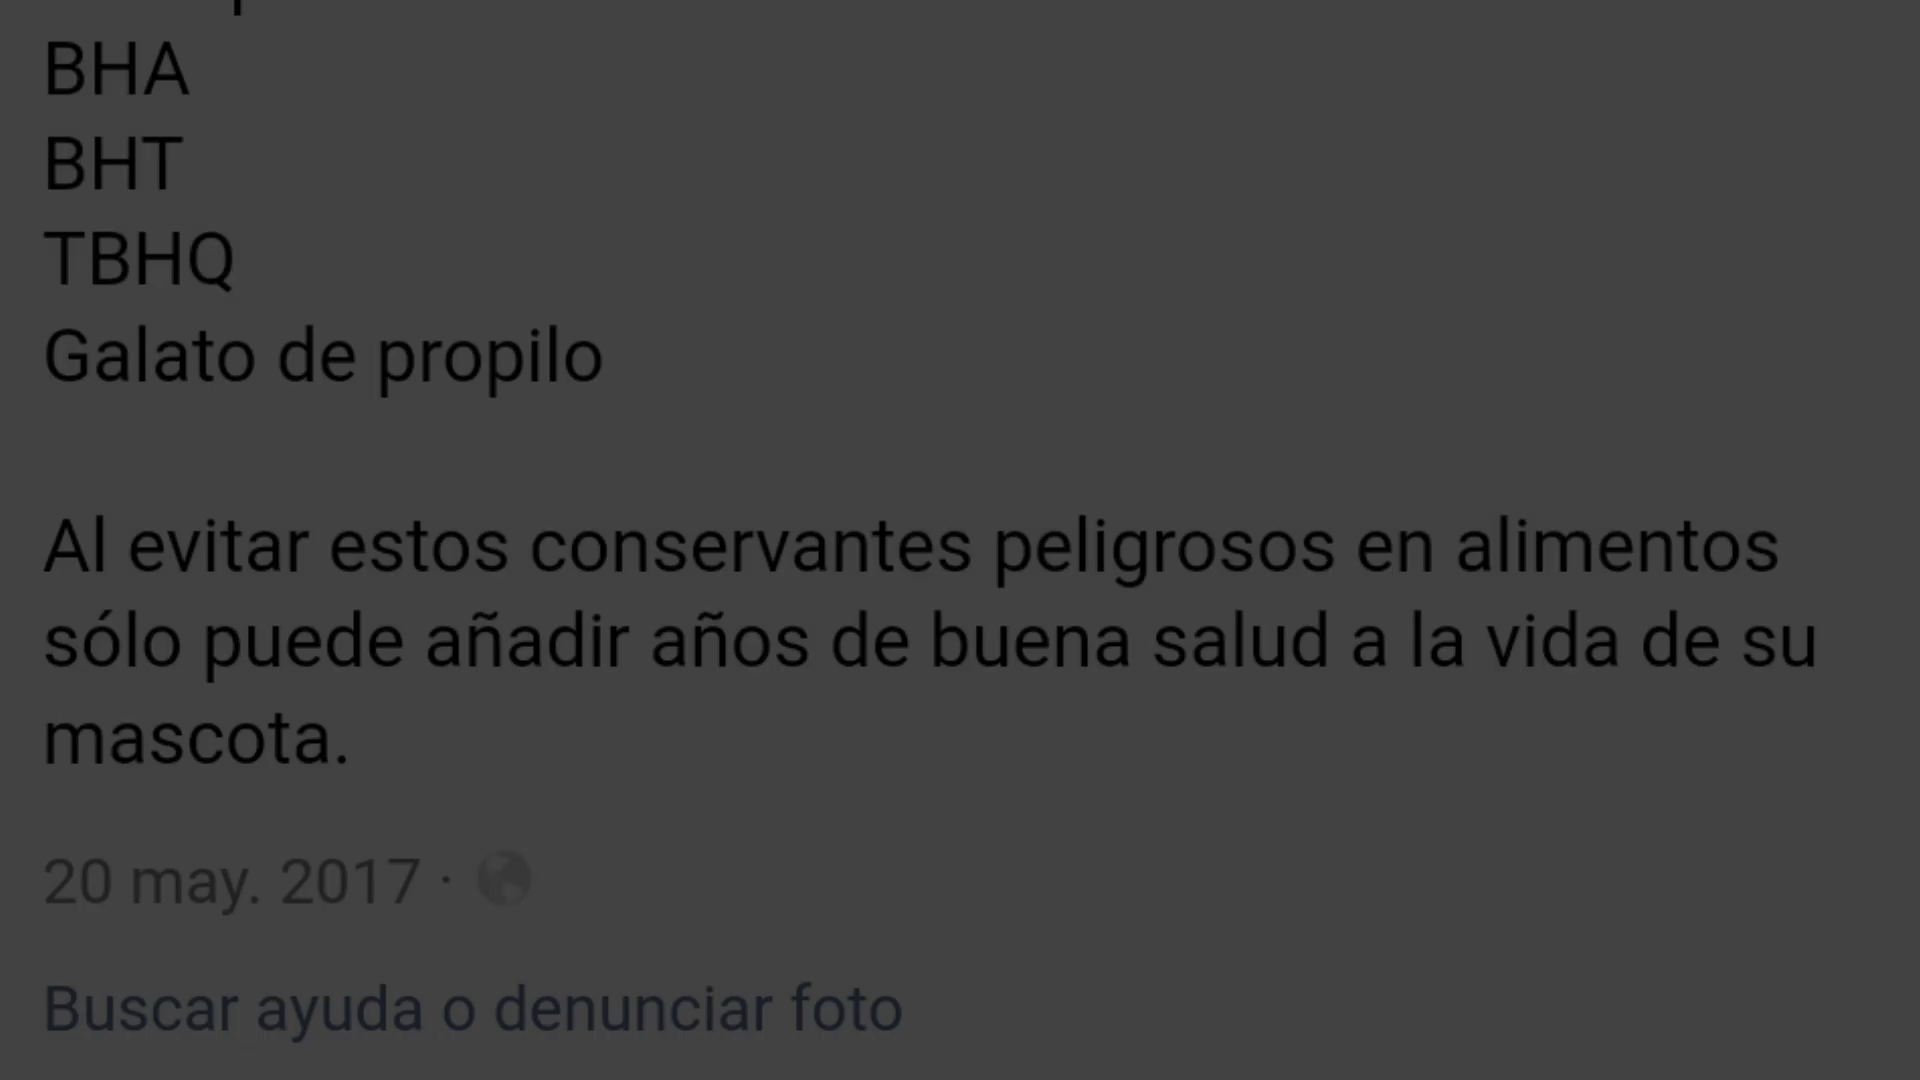 BHA
BHT
TBHQ
Galato de propilo
Al evitar estos conservantes peligrosos en alimentos
sólo puede añadir años de buena salud a la vida de su
mascota.
20 may. 2017 ·
Buscar ayuda o denunciar foto